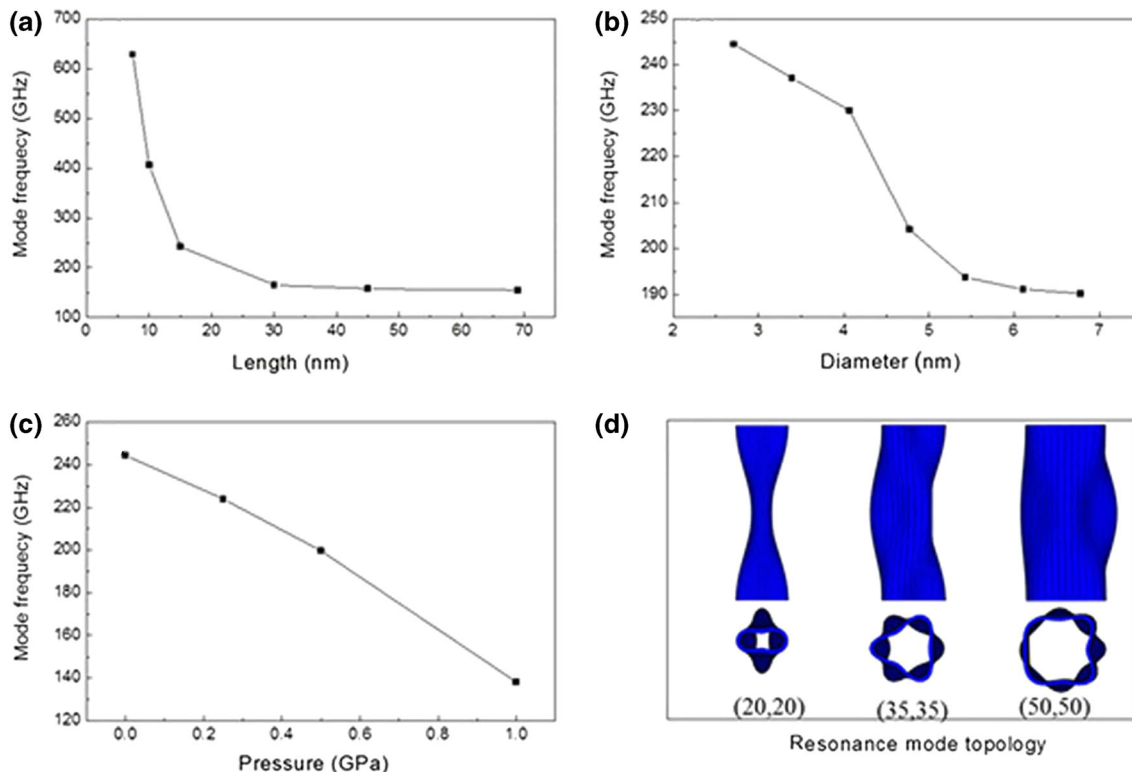 (a)
700
600
500
400
300
200
100
0 10 20 30 40 50 60 70
Mode frequecy (GHz)
Length (nm)
(b)
250
240
230
220
210
200
190
2 3 4 5 6 7
Mode frequecy (GHz)
Diameter (nm)
(c)
260
240
220
200
180
160
140
120
0.0 0.2 0.4 0.6 0.8 1.0
Mode frequecy (GHz)
Pressure (GPa)
(d)
(20,20) (35,35) (50,50)
Resonance mode topology